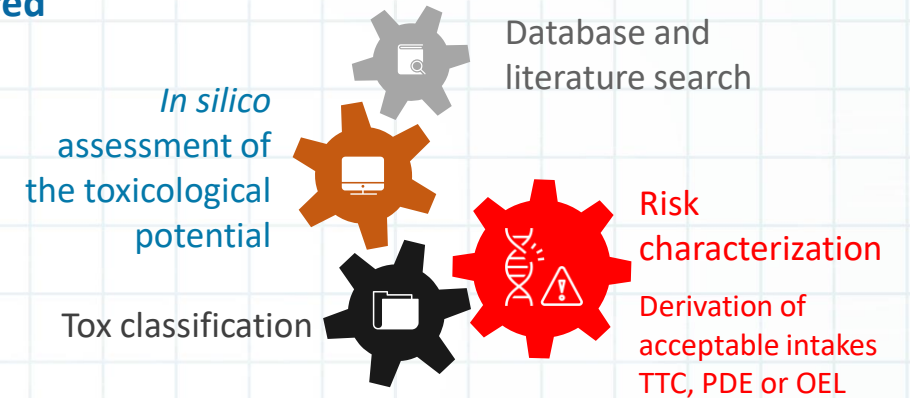 Database and
literature search
In silico
assessment of
the toxicological
potential
Risk
characterization
Derivation of
acceptable intakes
TTC, PDE or OEL
Tox classification